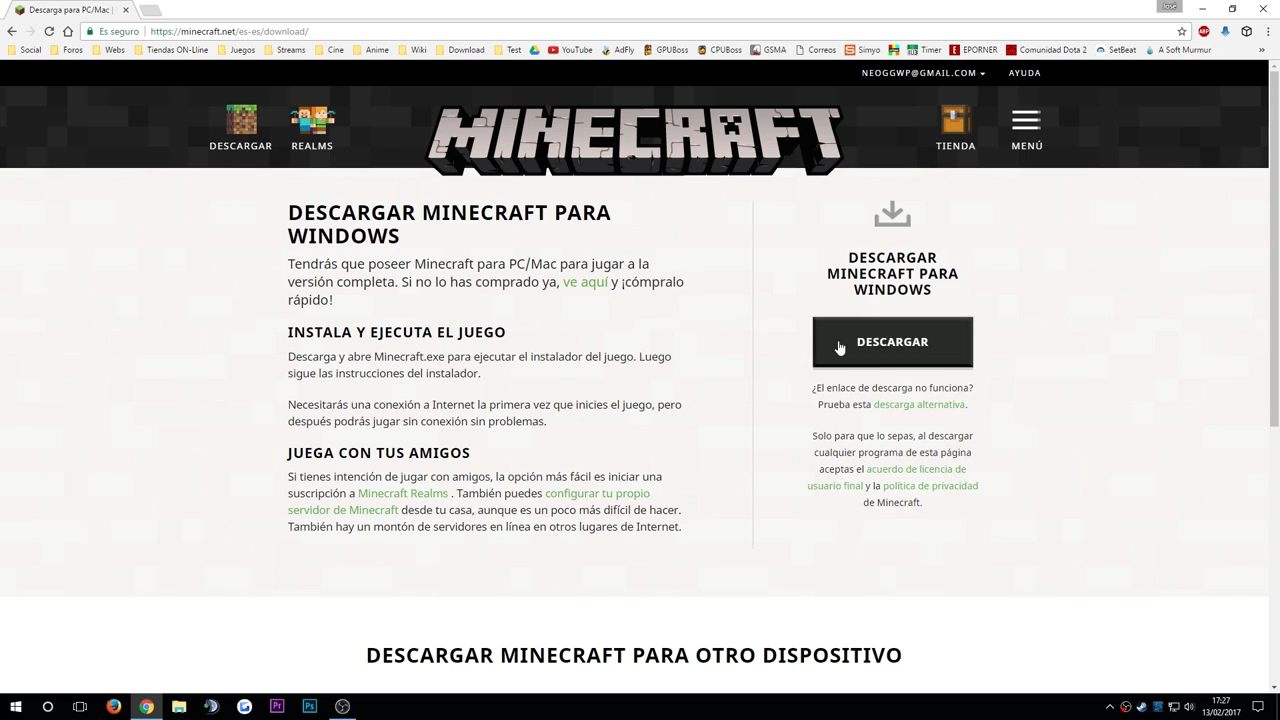 Descarga para PC/Mac |
José
Es seguro
https://minecraft.net/es-es/download/
Social
Foros
Webs
Tiendas ON-Lline
Juegos
Streams
Cine
Anime
Wiki
Download
Test
YouTube
AdFly
GPUBoss
CPUBoss
GSMA
Correos
Simyo
Timer
EPORNER
Comunidad Dota 2
SetBeat
A Soft Murmur
NEOGGWP@GMAIL.COM
AYUDA
DESCARGAR
REALMS
MINECRAFT
TIENDA
MENÚ
DESCARGAR MINECRAFT PARA
WINDOWS
Tendrás que poseer Minecraft para PC/Mac para jugar a la
versión completa. Si no lo has comprado ya, ve aquí y ¡cómpralo
rápido!
INSTALA Y EJECUTA EL JUEGO
Descarga y abre Minecraft.exe para ejecutar el instalador del juego. Luego
sigue las instrucciones del instalador.
Necesitarás una conexión a Internet la primera vez que inicies el juego, pero
después podrás jugar sin conexión sin problemas.
JUEGA CON TUS AMIGOS
Si tienes intención de jugar con amigos, la opción más fácil es iniciar una
suscripción a Minecraft Realms . También puedes configurar tu propio
servidor de Minecraft desde tu casa, aunque es un poco más difícil de hacer.
También hay un montón de servidores en línea en otros lugares de Internet.
DESCARGAR
MINECRAFT PARA
WINDOWS
DESCARGAR
¿El enlace de descarga no funciona?
Prueba esta descarga alternativa.
Solo para que lo sepas, al descargar
cualquier programa de esta página
aceptas el acuerdo de licencia de
usuario final y la política de privacidad
de Minecraft.
DESCARGAR MINECRAFT PARA OTRO DISPOSITIVO
Pr
Ps
17:27
13/02/2017